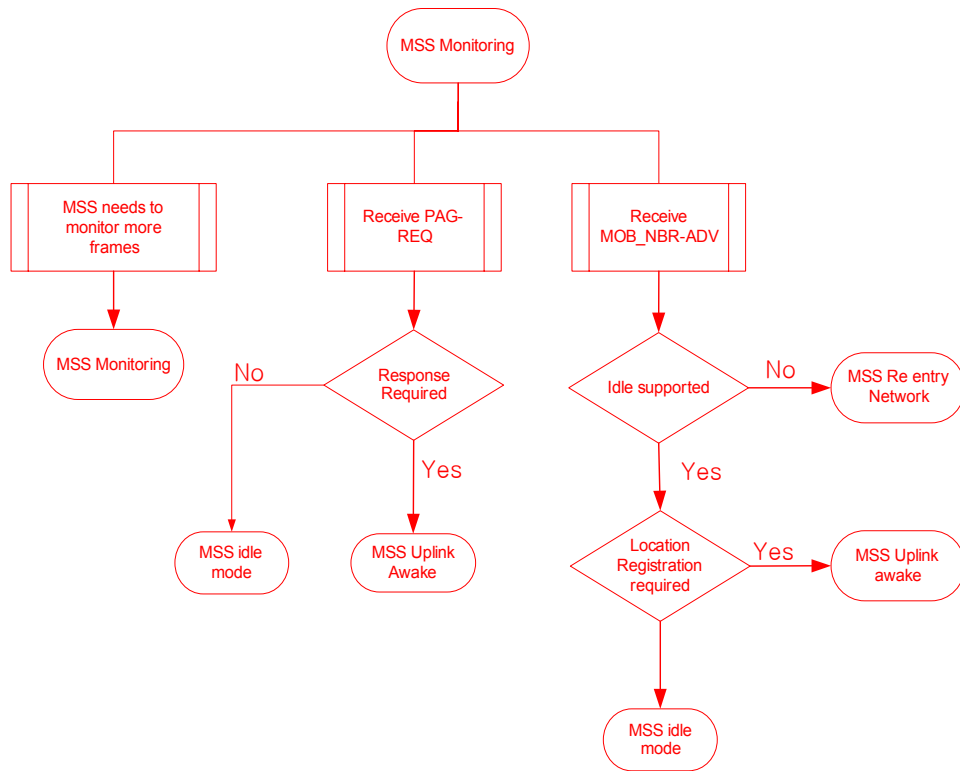 MSS Monitoring
MSS needs to
monitor more
frames
Receive PAG-
REQ
Receive
MOB_NBR-ADV
MSS Monitoring
No
Response
Required
Yes
Idle supported
No
MSS Re entry
Network
Yes
MSS idle
mode
MSS Uplink
Awake
Location
Registration
required
Yes
MSS Uplink
awake
MSS idle
mode